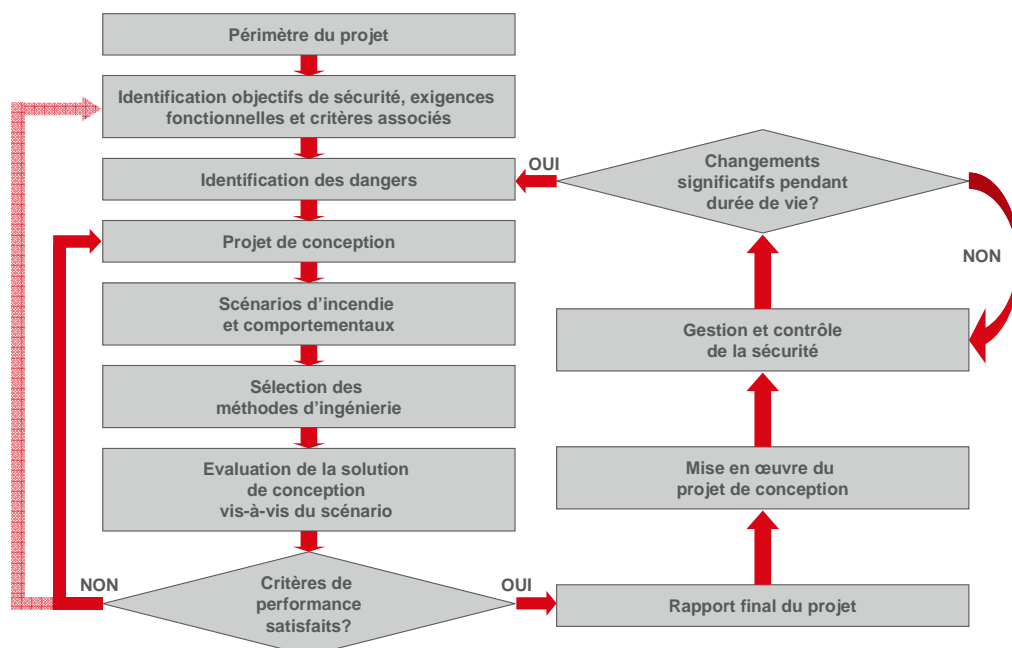 Périmètre du projet
Identification objectifs de sécurité, exigences
fonctionnelles et critères associés
Identification des dangers
Projet de conception
Scénarios d’incendie
et comportementaux
Sélection des
méthodes d’ingénierie
Evaluation de la solution
de conception
vis-à-vis du scénario
NON
Critères de
performance
satisfaits?
OUI
Rapport final du projet
Mise en œuvre du
projet de conception
Gestion et contrôle
de la sécurité
Changements
significatifs pendant
durée de vie?
OUI
NON